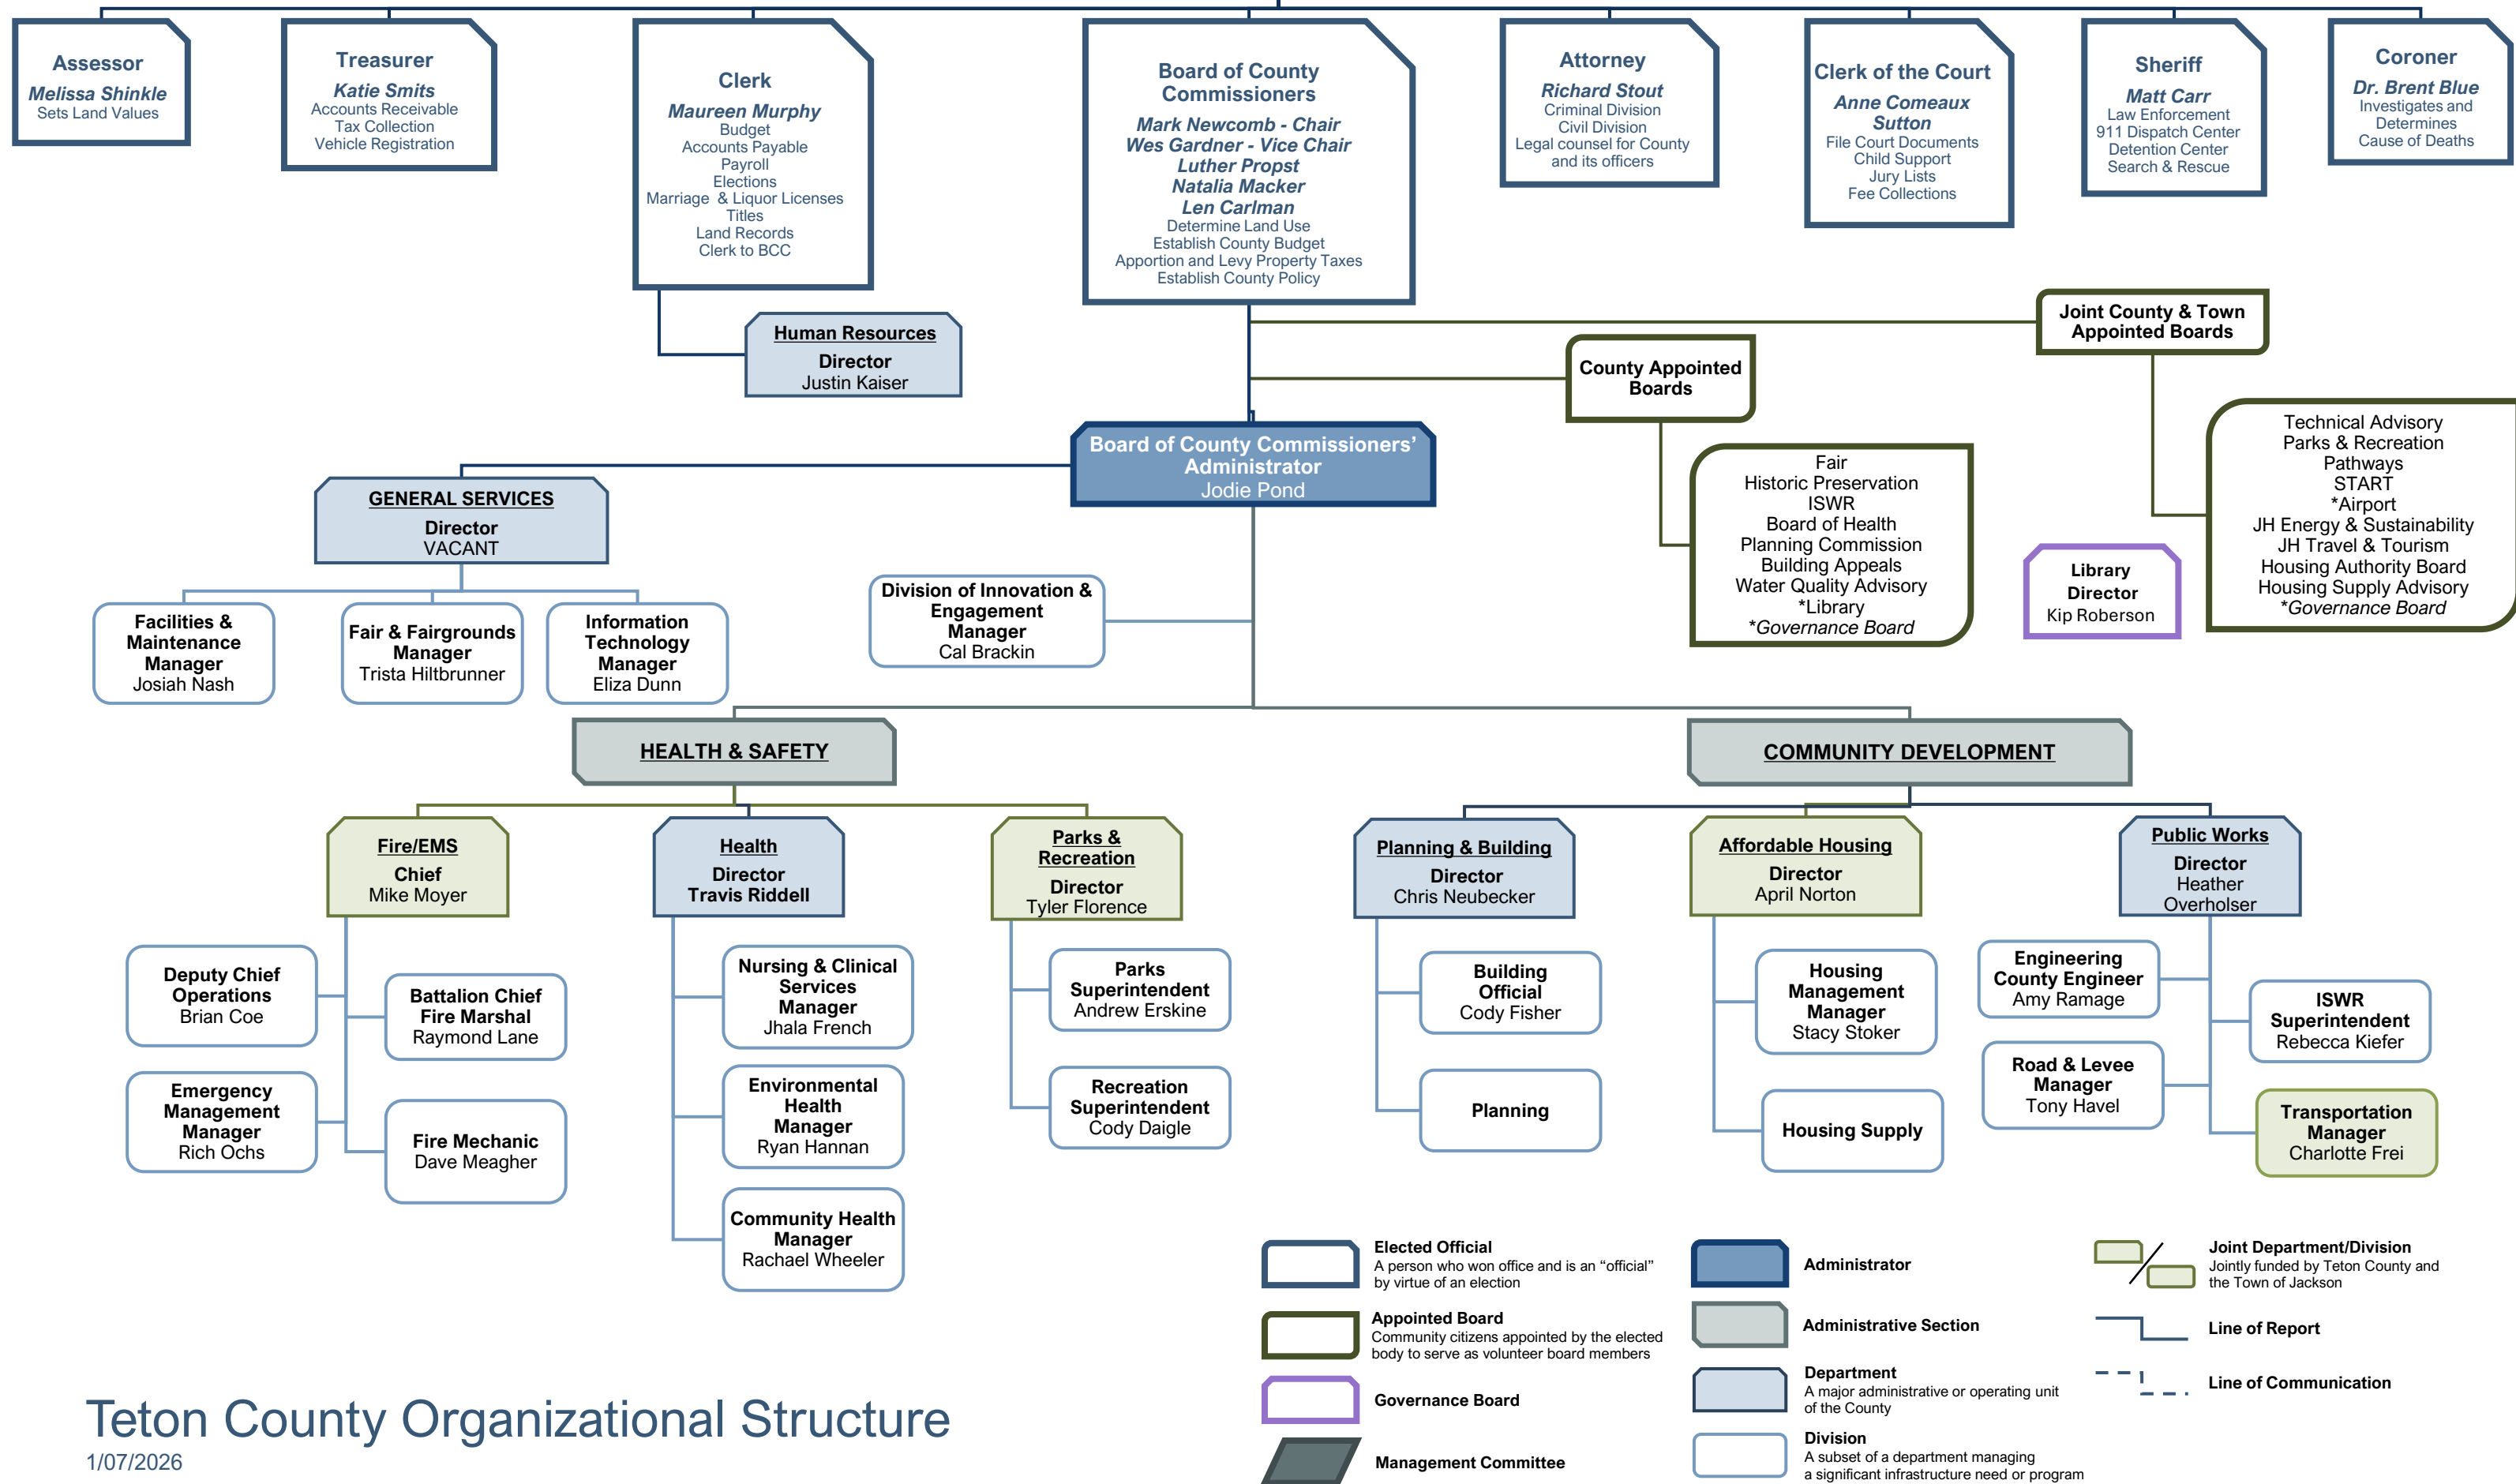 Assessor
Melissa Shinkle
Sets Land Values
Treasurer
Katie Smits
Accounts Receivable
Tax Collection
Vehicle Registration
Clerk
Maureen Murphy
Budget
Accounts Payable
Payroll
Elections
Marriage & Liquor Licenses
Titles
Land Records
Clerk to BCC
Board of County
Commissioners
Mark Newcomb - Chair
Wes Gardner - Vice Chair
Luther Propst
Natalia Macker
Len Carlman
Determine Land Use
Establish County Budget
Apportion and Levy Property Taxes
Establish County Policy
Attorney
Richard Stout
Criminal Division
Civil Division
Legal counsel for County
and its officers
Clerk of the Court
Anne Comeaux
Sutton
File Court Documents
Child Support
Jury Lists
Fee Collections
Sheriff
Matt Carr
Law Enforcement
911 Dispatch Center
Detention Center
Search & Rescue
Coroner
Dr. Brent Blue
Investigates and
Determines
Cause of Deaths
Human Resources
Director
Justin Kaiser
Joint County & Town
Appointed Boards
County Appointed
Boards
Board of County Commissioners’
Administrator
Jodie Pond
Technical Advisory
Parks & Recreation
Pathways
START
*Airport
JH Energy & Sustainability
JH Travel & Tourism
Housing Authority Board
Housing Supply Advisory
*Governance Board
Fair
Historic Preservation
ISWR
Board of Health
Planning Commission
Building Appeals
Water Quality Advisory
*Library
*Governance Board
Library
Director
Kip Roberson
GENERAL SERVICES
Director
VACANT
Facilities &
Maintenance
Manager
Josiah Nash
Fair & Fairgrounds
Manager
Trista Hiltbrunner
Information
Technology
Manager
Eliza Dunn
Division of Innovation &
Engagement
Manager
Cal Brackin
HEALTH & SAFETY
COMMUNITY DEVELOPMENT
Fire/EMS
Chief
Mike Moyer
Health
Director
Travis Riddell
Parks &
Recreation
Director
Tyler Florence
Planning & Building
Director
Chris Neubecker
Affordable Housing
Director
April Norton
Public Works
Director
Heather
Overholser
Deputy Chief
Operations
Brian Coe
Battalion Chief
Fire Marshal
Raymond Lane
Emergency
Management
Manager
Rich Ochs
Fire Mechanic
Dave Meagher
Nursing & Clinical
Services
Manager
Jhala French
Environmental
Health
Manager
Ryan Hannan
Community Health
Manager
Rachael Wheeler
Parks
Superintendent
Andrew Erskine
Recreation
Superintendent
Cody Daigle
Building
Official
Cody Fisher
Planning
Housing
Management
Manager
Stacy Stoker
Housing Supply
Engineering
County Engineer
Amy Ramage
ISWR
Superintendent
Rebecca Kiefer
Road & Levee
Manager
Tony Havel
Transportation
Manager
Charlotte Frei
Elected Official
A person who won office and is an “official”
by virtue of an election
Appointed Board
Community citizens appointed by the elected
body to serve as volunteer board members
Governance Board
Management Committee
Administrator
Administrative Section
Department
A major administrative or operating unit
of the County
Division
A subset of a department managing
a significant infrastructure need or program
Joint Department/Division
Jointly funded by Teton County and
the Town of Jackson
Line of Report
Line of Communication
Teton County Organizational Structure
1/07/2026